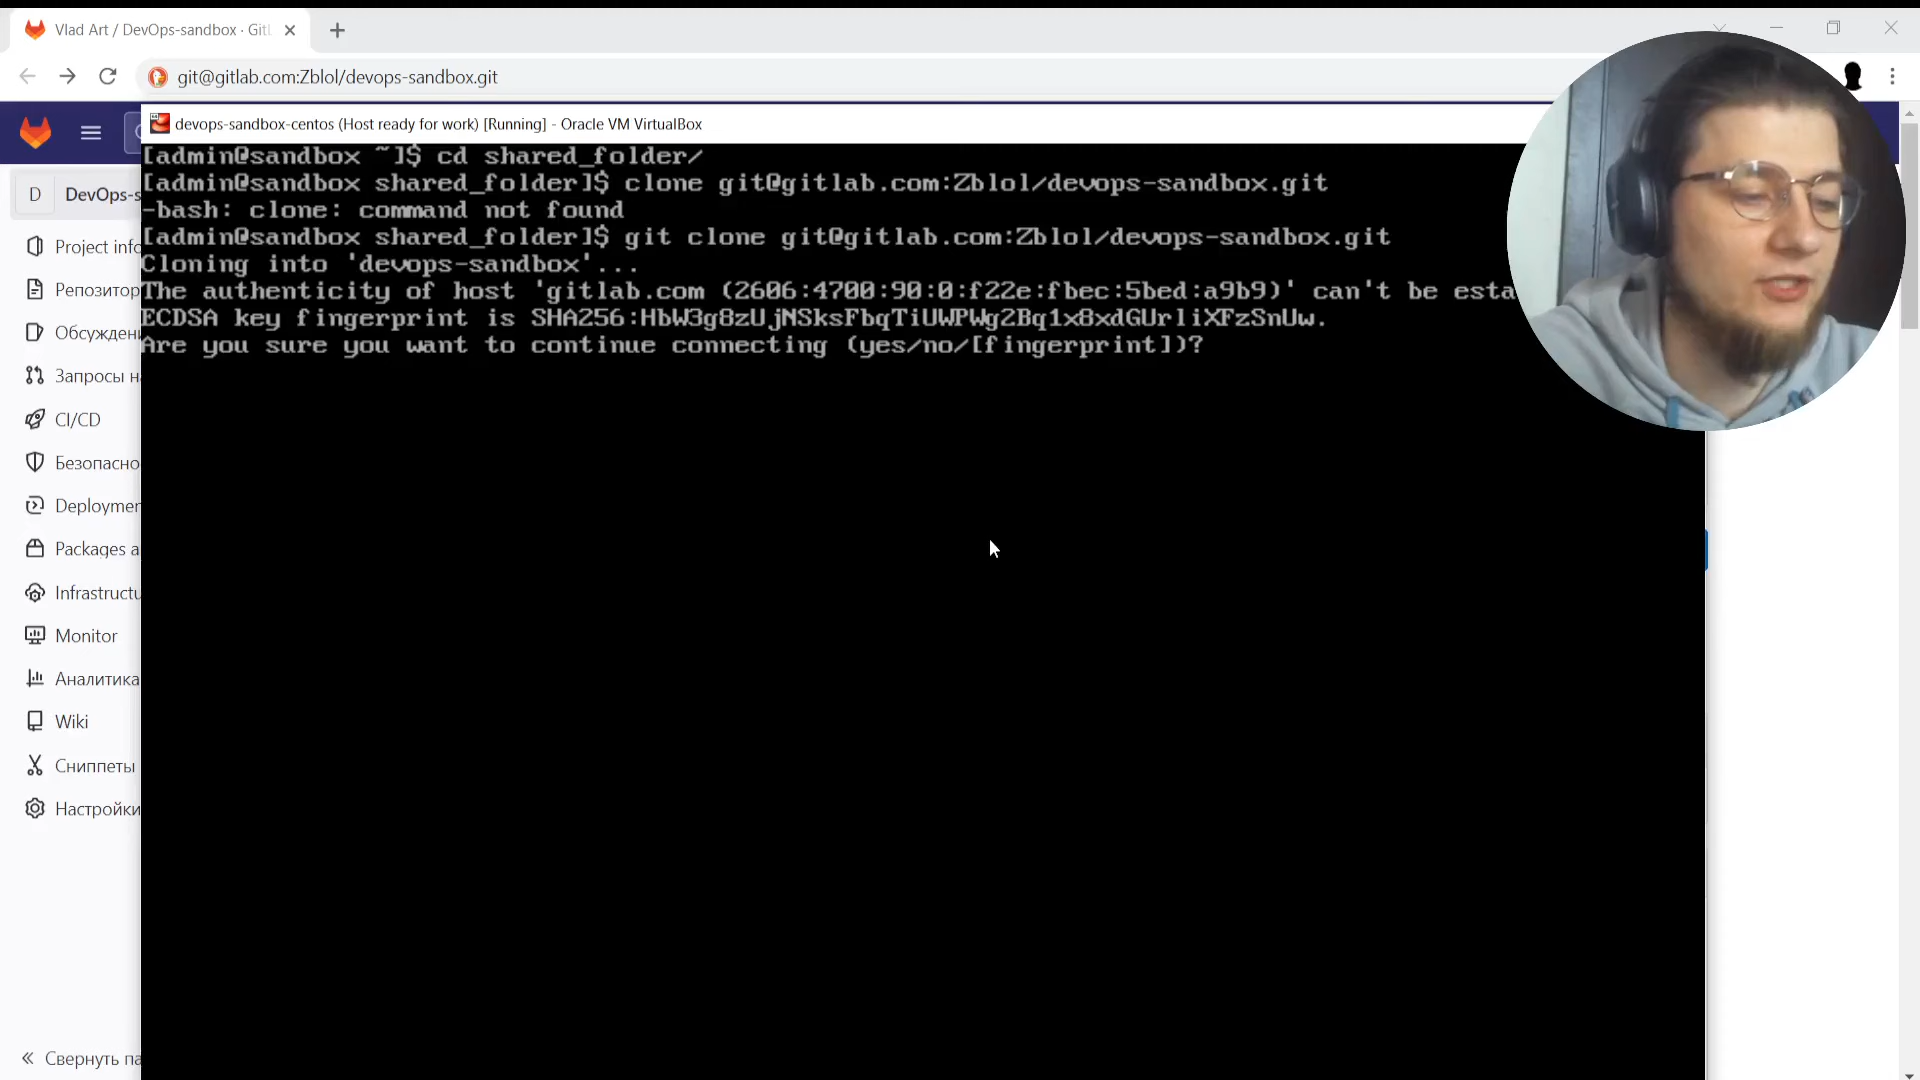 Vlad Art / DevOps-sandbox · GitL
git@gitlab.com:Zblol/devops-sandbox.git
devops-sandbox-centos (Host ready for work) [Running] - Oracle VM VirtualBox
[admin@sandbox ~]$ cd shared_folder/
[admin@sandbox shared_folder]$ clone git@gitlab.com:Zblol/devops-sandbox.git
-bash: clone: command not found
[admin@sandbox shared_folder]$ git clone git@gitlab.com:Zblol/devops-sandbox.git
Cloning into 'devops-sandbox'...
The authenticity of host 'gitlab.com (2606:4700:90:0:f22e:fbec:5bed:a9b9)' can't be esta
ECDSA key fingerprint is SHA256:HbW3g8zUjNSksFbqTiUWPWg2Bq1x8xdGUrliXFzSnUw.
Are you sure you want to continue connecting (yes/no/[fingerprint])?
D DevOps-s
Project info
Репозитор
Обсужден
Запросы н
CI/CD
Безопасно
Deploymen
Packages a
Infrastructu
Monitor
Аналитика
Wiki
Сниппеты
Настройки
Свернуть па